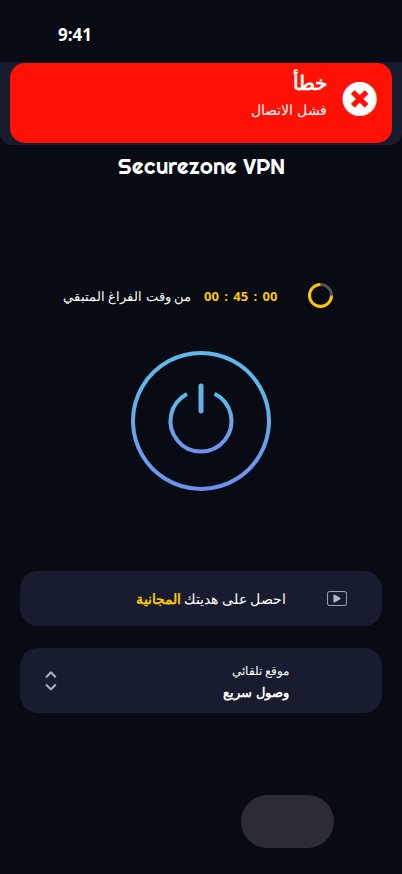 9:41
خطأ
فشل الاتصال
Securezone VPN
00 : 45 : 00 من وقت الفراغ المتبقي
احصل على هديتك المجانية
موقع تلقائي
وصول سريع